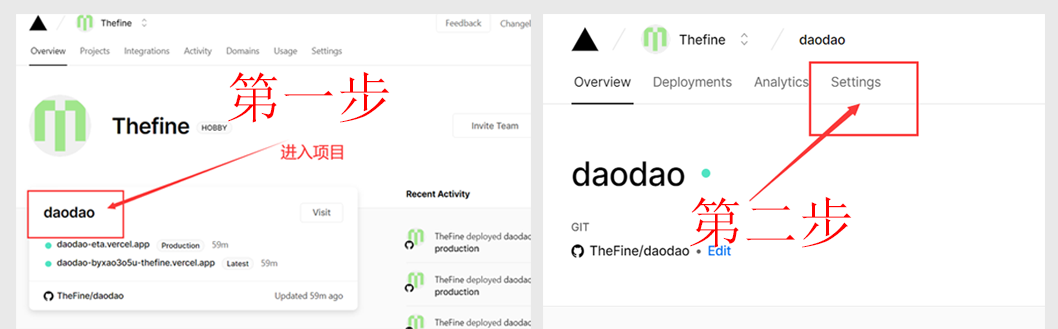 Thefine
Feedback
Changel
Overview Projects Integrations Activity Domains Usage Settings
第一步
Thefine HOBBY
Invite Team
进入项目
daodao
Visit
daodao-eta.vercel.app Production 59m
daodao-byxao3o5u-thefine.vercel.app Latest 59m
TheFine/daodao
Updated 59m ago
Recent Activity
TheFine deployed daodao
production
TheFine deployed daodao
production
TheFine deployed daodao
Thefine
daodao
Overview Deployments Analytics Settings
daodao
第二步
GIT
TheFine/daodao • Edit